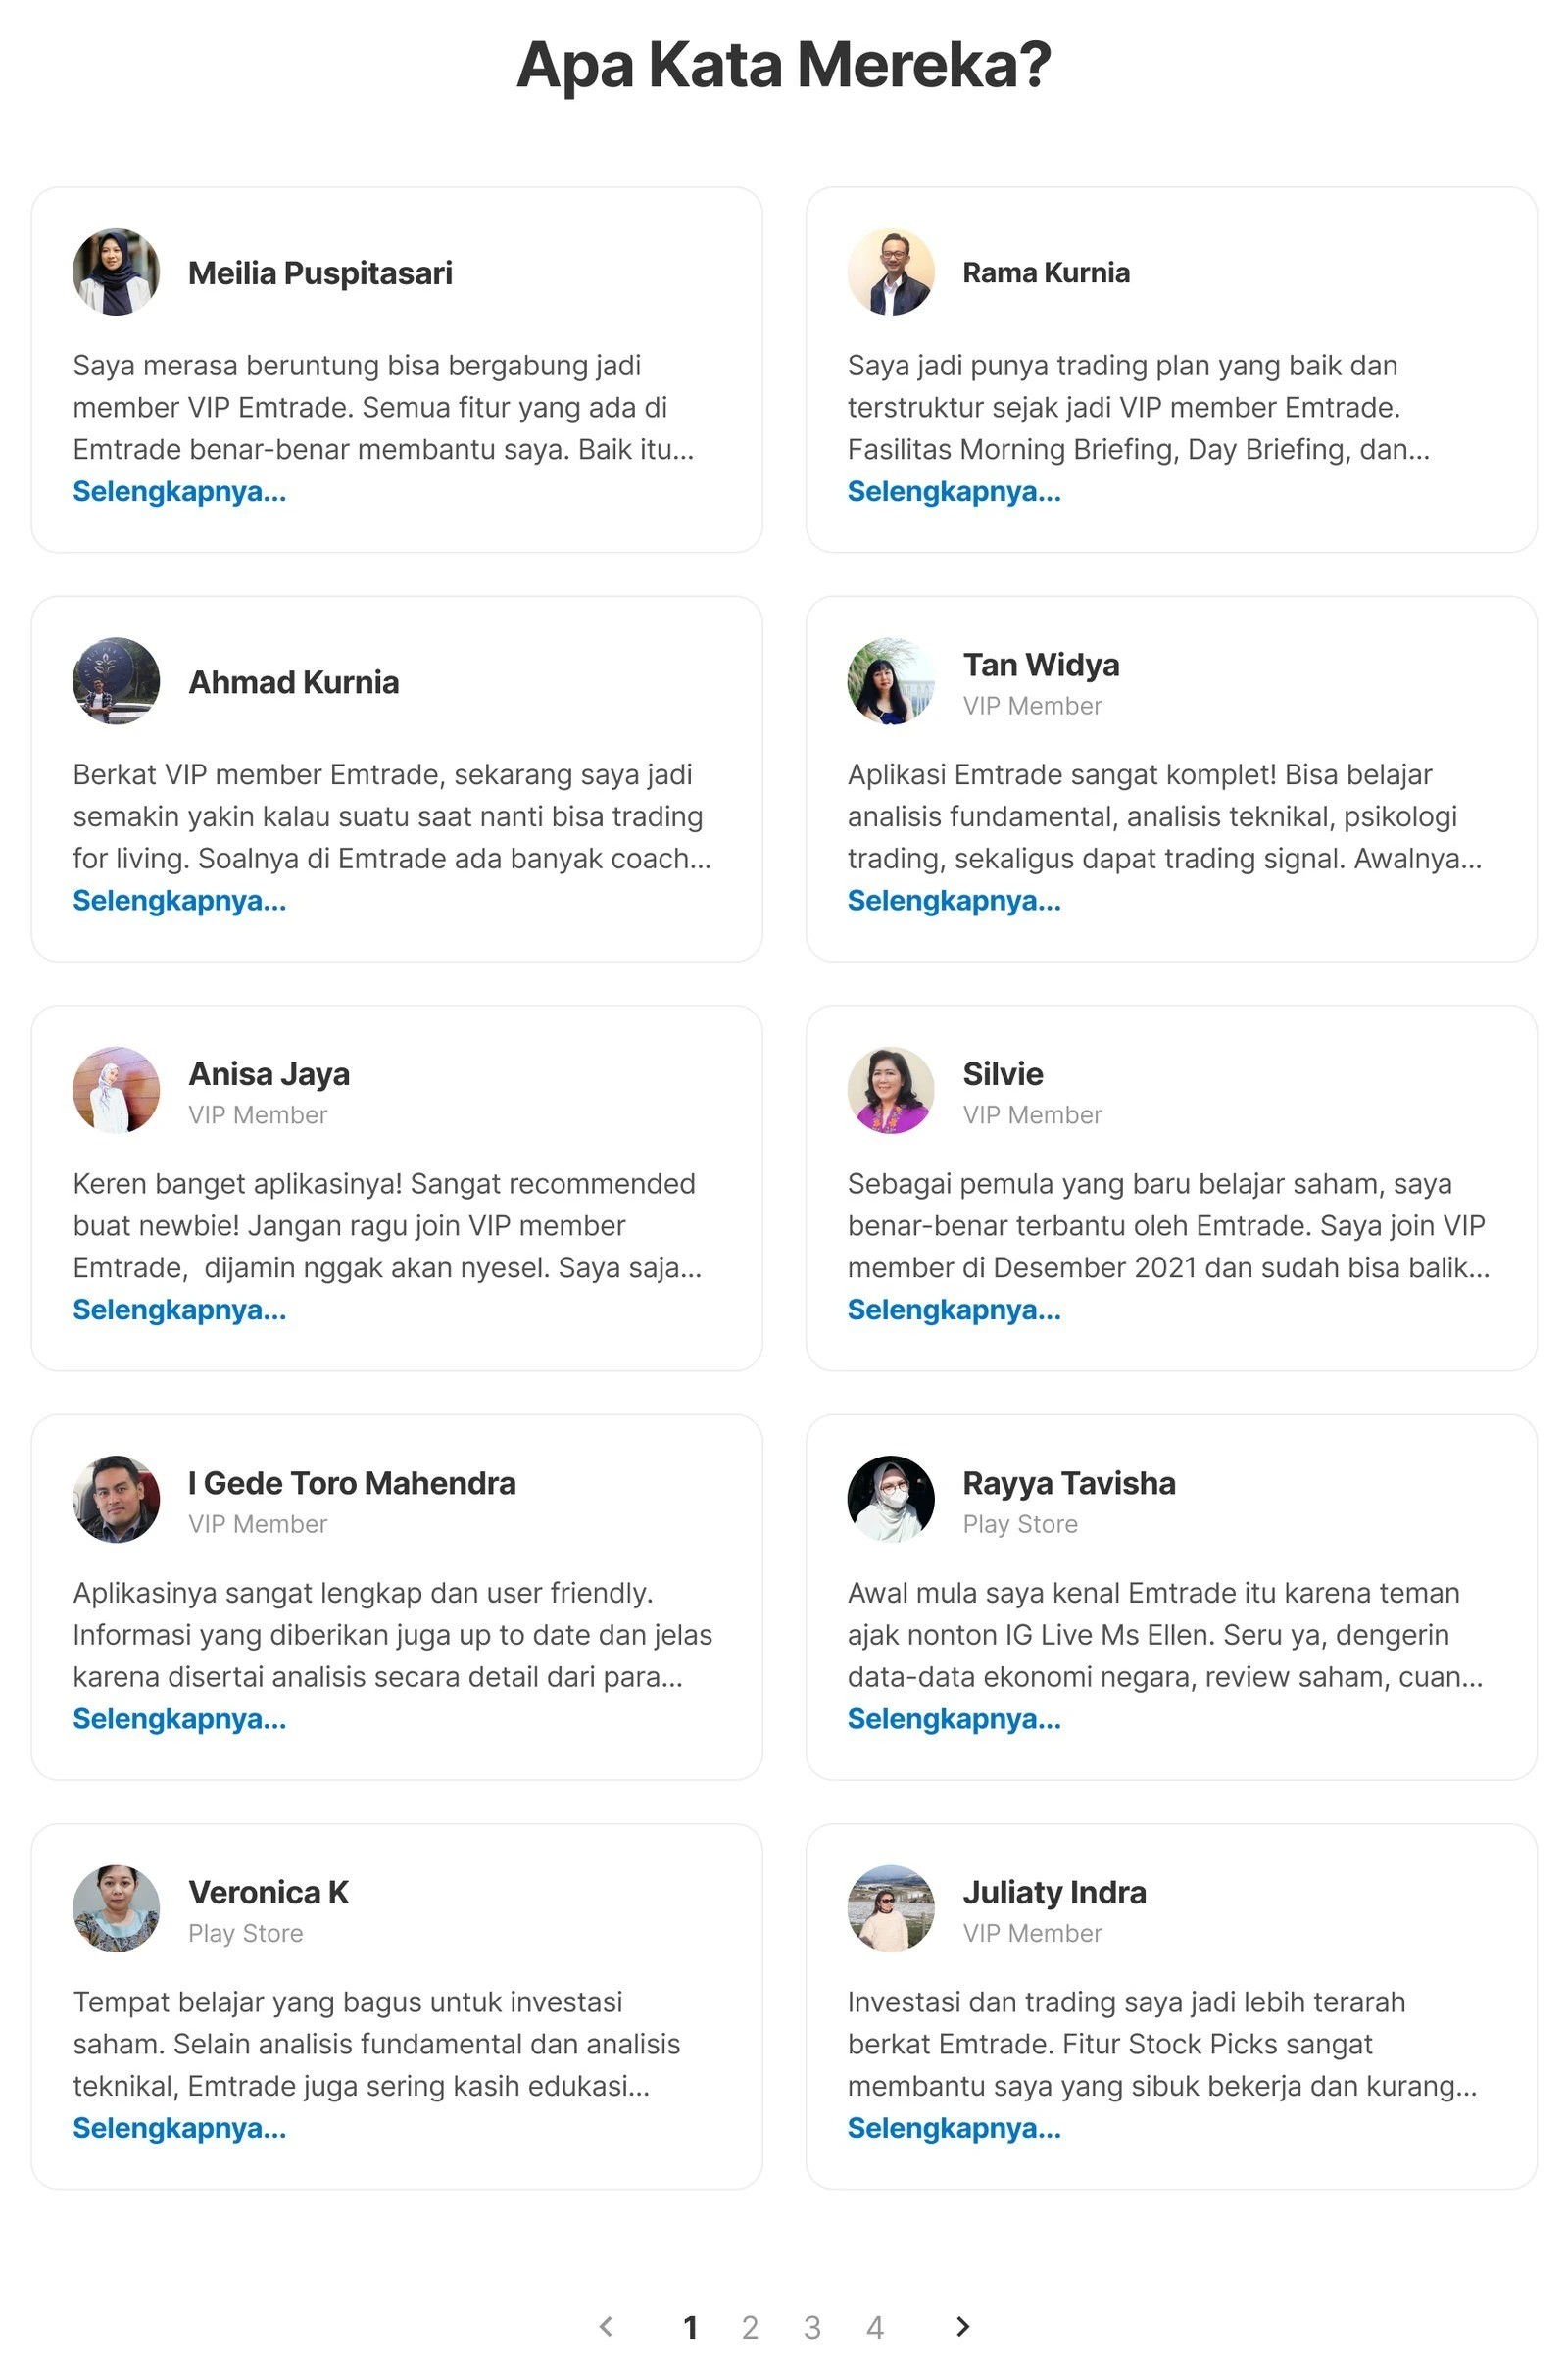 Apa Kata Mereka?
Meilia Puspitasari
Saya merasa beruntung bisa bergabung jadi
member VIP Emtrade. Semua fitur yang ada di
Emtrade benar-benar membantu saya. Baik itu...
Selengkapnya...
Rama Kurnia
Saya jadi punya trading plan yang baik dan
terstruktur sejak jadi VIP member Emtrade.
Fasilitas Morning Briefing, Day Briefing, dan...
Selengkapnya...
Ahmad Kurnia
Berkat VIP member Emtrade, sekarang saya jadi
semakin yakin kalau suatu saat nanti bisa trading
for living. Soalnya di Emtrade ada banyak coach...
Selengkapnya...
Tan Widya
VIP Member
Aplikasi Emtrade sangat komplet! Bisa belajar
analisis fundamental, analisis teknikal, psikologi
trading, sekaligus dapat trading signal. Awalnya...
Selengkapnya...
Anisa Jaya
VIP Member
Keren banget aplikasinya! Sangat recommended
buat newbie! Jangan ragu join VIP member
Emtrade,  dijamin nggak akan nyesel. Saya saja...
Selengkapnya...
Silvie
VIP Member
Sebagai pemula yang baru belajar saham, saya
benar-benar terbantu oleh Emtrade. Saya join VIP
member di Desember 2021 dan sudah bisa balik...
Selengkapnya...
I Gede Toro Mahendra
VIP Member
Aplikasinya sangat lengkap dan user friendly.
Informasi yang diberikan juga up to date dan jelas
karena disertai analisis secara detail dari para...
Selengkapnya...
Rayya Tavisha
Play Store
Awal mula saya kenal Emtrade itu karena teman
ajak nonton IG Live Ms Ellen. Seru ya, dengerin
data-data ekonomi negara, review saham, cuan...
Selengkapnya...
Veronica K
Play Store
Tempat belajar yang bagus untuk investasi
saham. Selain analisis fundamental dan analisis
teknikal, Emtrade juga sering kasih edukasi...
Selengkapnya...
Juliaty Indra
VIP Member
Investasi dan trading saya jadi lebih terarah
berkat Emtrade. Fitur Stock Picks sangat
membantu saya yang sibuk bekerja dan kurang...
Selengkapnya...
1 2 3 4